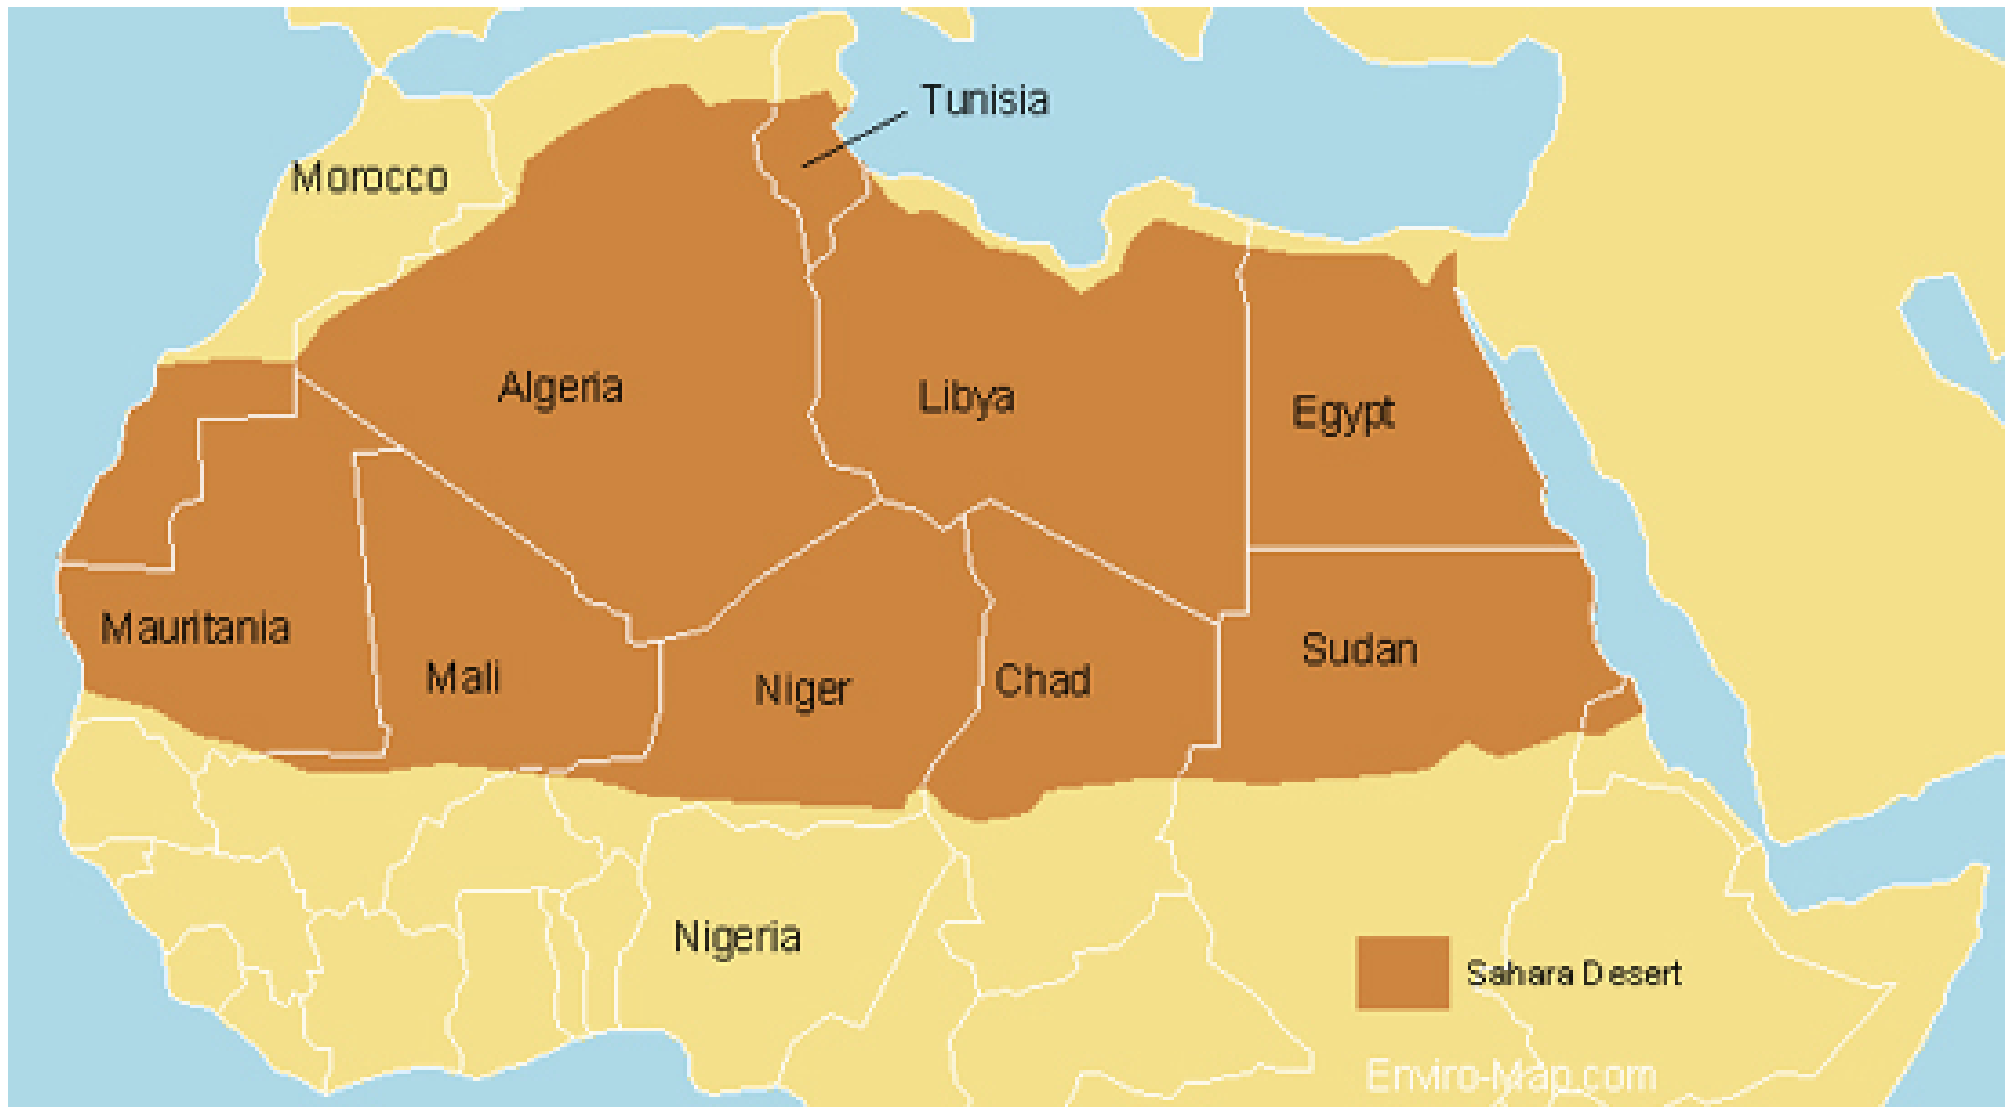 Tunisia
Morocco
Algeria
Libya
Egypt
Mauritania
Mali
Niger
Chad
Sudan
Nigeria
Sahara Desert
Enviro-Map.com